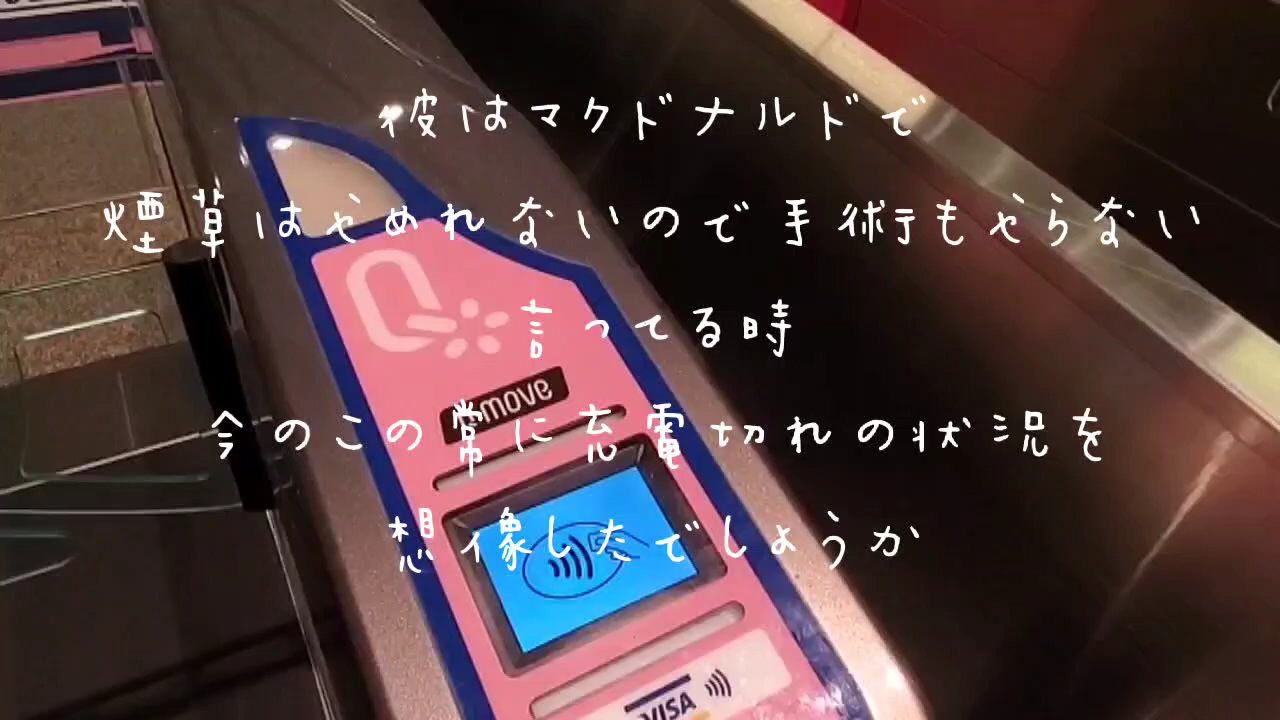 彼はマクドナルドで
煙草はやめれないので手術もやらない
言ってる時
今のこの常に充電切れの状況を
想像したでしょうか
move
VISA